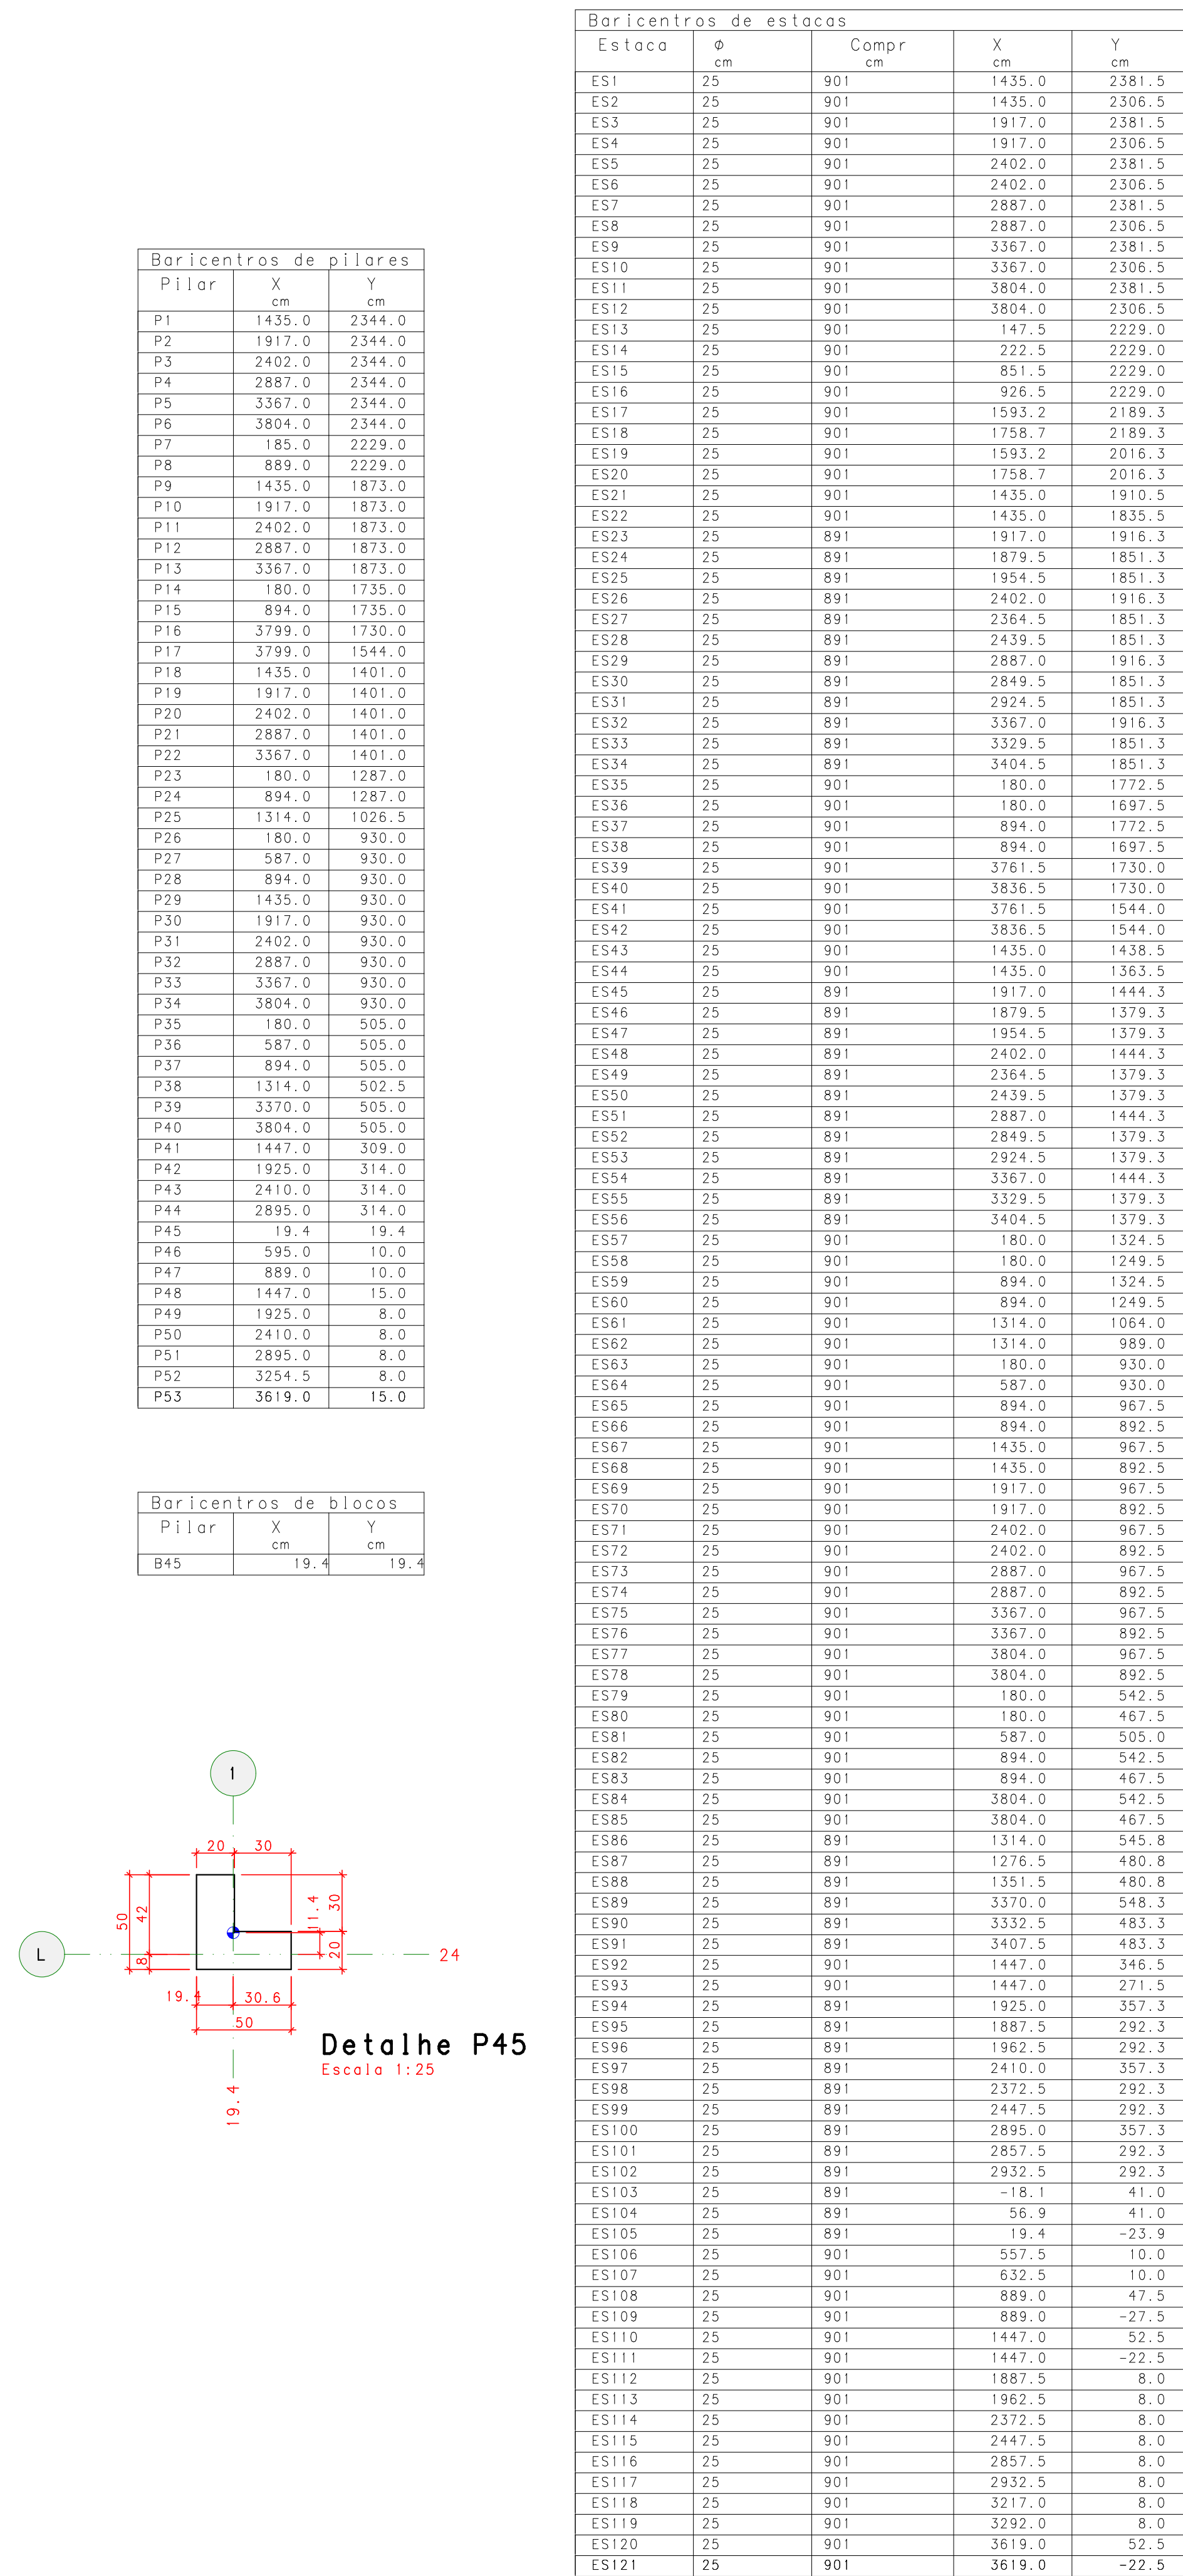 Baricentros de pilares
Pilar X Y
cm cm
P1 1435.0 2344.0
P2 1917.0 2344.0
P3 2402.0 2344.0
P4 2887.0 2344.0
P5 3367.0 2344.0
P6 3804.0 2344.0
P7 185.0 2229.0
P8 889.0 2229.0
P9 1435.0 1873.0
P10 1917.0 1873.0
P11 2402.0 1873.0
P12 2887.0 1873.0
P13 3367.0 1873.0
P14 180.0 1735.0
P15 894.0 1735.0
P16 3799.0 1730.0
P17 3799.0 1544.0
P18 1435.0 1401.0
P19 1917.0 1401.0
P20 2402.0 1401.0
P21 2887.0 1401.0
P22 3367.0 1401.0
P23 180.0 1287.0
P24 894.0 1287.0
P25 1314.0 1026.5
P26 180.0 930.0
P27 587.0 930.0
P28 894.0 930.0
P29 1435.0 930.0
P30 1917.0 930.0
P31 2402.0 930.0
P32 2887.0 930.0
P33 3367.0 930.0
P34 3804.0 930.0
P35 180.0 505.0
P36 587.0 505.0
P37 894.0 505.0
P38 1314.0 502.5
P39 3370.0 505.0
P40 3804.0 505.0
P41 1447.0 309.0
P42 1925.0 314.0
P43 2410.0 314.0
P44 2895.0 314.0
P45 19.4 19.4
P46 595.0 10.0
P47 889.0 10.0
P48 1447.0 15.0
P49 1925.0 8.0
P50 2410.0 8.0
P51 2895.0 8.0
P52 3254.5 8.0
P53 3619.0 15.0
Baricentros de blocos
Pilar X Y
cm cm
B45 19.4 19.4
1
20 30
50 42 11.4 30
L 8 20 24
19.4 30.6
50
Detalhe P45
Escala 1:25
19.4
Baricentros de estacas
Estaca ø Compr X Y
cm cm cm cm
ES1 25 901 1435.0 2381.5
ES2 25 901 1435.0 2306.5
ES3 25 901 1917.0 2381.5
ES4 25 901 1917.0 2306.5
ES5 25 901 2402.0 2381.5
ES6 25 901 2402.0 2306.5
ES7 25 901 2887.0 2381.5
ES8 25 901 2887.0 2306.5
ES9 25 901 3367.0 2381.5
ES10 25 901 3367.0 2306.5
ES11 25 901 3804.0 2381.5
ES12 25 901 3804.0 2306.5
ES13 25 901 147.5 2229.0
ES14 25 901 222.5 2229.0
ES15 25 901 851.5 2229.0
ES16 25 901 926.5 2229.0
ES17 25 901 1593.2 2189.3
ES18 25 901 1758.7 2189.3
ES19 25 901 1593.2 2016.3
ES20 25 901 1758.7 2016.3
ES21 25 901 1435.0 1910.5
ES22 25 901 1435.0 1835.5
ES23 25 891 1917.0 1916.3
ES24 25 891 1879.5 1851.3
ES25 25 891 1954.5 1851.3
ES26 25 891 2402.0 1916.3
ES27 25 891 2364.5 1851.3
ES28 25 891 2439.5 1851.3
ES29 25 891 2887.0 1916.3
ES30 25 891 2849.5 1851.3
ES31 25 891 2924.5 1851.3
ES32 25 891 3367.0 1916.3
ES33 25 891 3329.5 1851.3
ES34 25 891 3404.5 1851.3
ES35 25 901 180.0 1772.5
ES36 25 901 180.0 1697.5
ES37 25 901 894.0 1772.5
ES38 25 901 894.0 1697.5
ES39 25 901 3761.5 1730.0
ES40 25 901 3836.5 1730.0
ES41 25 901 3761.5 1544.0
ES42 25 901 3836.5 1544.0
ES43 25 901 1435.0 1438.5
ES44 25 901 1435.0 1363.5
ES45 25 891 1917.0 1444.3
ES46 25 891 1879.5 1379.3
ES47 25 891 1954.5 1379.3
ES48 25 891 2402.0 1444.3
ES49 25 891 2364.5 1379.3
ES50 25 891 2439.5 1379.3
ES51 25 891 2887.0 1444.3
ES52 25 891 2849.5 1379.3
ES53 25 891 2924.5 1379.3
ES54 25 891 3367.0 1444.3
ES55 25 891 3329.5 1379.3
ES56 25 891 3404.5 1379.3
ES57 25 901 180.0 1324.5
ES58 25 901 180.0 1249.5
ES59 25 901 894.0 1324.5
ES60 25 901 894.0 1249.5
ES61 25 901 1314.0 1064.0
ES62 25 901 1314.0 989.0
ES63 25 901 180.0 930.0
ES64 25 901 587.0 930.0
ES65 25 901 894.0 967.5
ES66 25 901 894.0 892.5
ES67 25 901 1435.0 967.5
ES68 25 901 1435.0 892.5
ES69 25 901 1917.0 967.5
ES70 25 901 1917.0 892.5
ES71 25 901 2402.0 967.5
ES72 25 901 2402.0 892.5
ES73 25 901 2887.0 967.5
ES74 25 901 2887.0 892.5
ES75 25 901 3367.0 967.5
ES76 25 901 3367.0 892.5
ES77 25 901 3804.0 967.5
ES78 25 901 3804.0 892.5
ES79 25 901 180.0 542.5
ES80 25 901 180.0 467.5
ES81 25 901 587.0 505.0
ES82 25 901 894.0 542.5
ES83 25 901 894.0 467.5
ES84 25 901 3804.0 542.5
ES85 25 901 3804.0 467.5
ES86 25 891 1314.0 545.8
ES87 25 891 1276.5 480.8
ES88 25 891 1351.5 480.8
ES89 25 891 3370.0 548.3
ES90 25 891 3332.5 483.3
ES91 25 891 3407.5 483.3
ES92 25 901 1447.0 346.5
ES93 25 901 1447.0 271.5
ES94 25 891 1925.0 357.3
ES95 25 891 1887.5 292.3
ES96 25 891 1962.5 292.3
ES97 25 891 2410.0 357.3
ES98 25 891 2372.5 292.3
ES99 25 891 2447.5 292.3
ES100 25 891 2895.0 357.3
ES101 25 891 2857.5 292.3
ES102 25 891 2932.5 292.3
ES103 25 891 -18.1 41.0
ES104 25 891 56.9 41.0
ES105 25 891 19.4 -23.9
ES106 25 901 557.5 10.0
ES107 25 901 632.5 10.0
ES108 25 901 889.0 47.5
ES109 25 901 889.0 -27.5
ES110 25 901 1447.0 52.5
ES111 25 901 1447.0 -22.5
ES112 25 901 1887.5 8.0
ES113 25 901 1962.5 8.0
ES114 25 901 2372.5 8.0
ES115 25 901 2447.5 8.0
ES116 25 901 2857.5 8.0
ES117 25 901 2932.5 8.0
ES118 25 901 3217.0 8.0
ES119 25 901 3292.0 8.0
ES120 25 901 3619.0 52.5
ES121 25 901 3619.0 -22.5